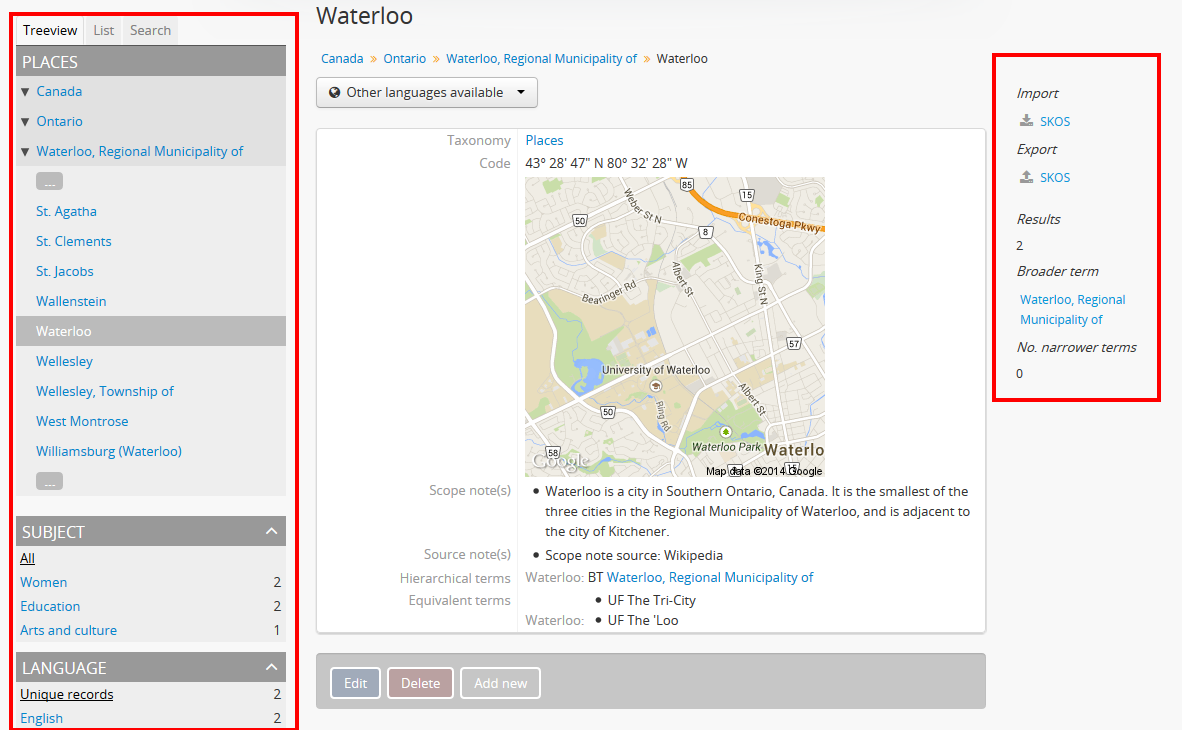 Treeview List Search
PLACES
Canada
Ontario
Waterloo, Regional Municipality of
...
St. Agatha
St. Clements
St. Jacobs
Wallenstein
Waterloo
Wellesley
Wellesley, Township of
West Montrose
Williamsburg (Waterloo)
...
SUBJECT
All
Women 2
Education 2
Arts and culture 1
LANGUAGE
Unique records 2
English 2
Waterloo
Canada » Ontario » Waterloo, Regional Municipality of » Waterloo
Other languages available
Taxonomy Places
Code 43º 28' 47" N 80º 32' 28" W
85
15
Weber St N
50
Conestoga Pkwy
8
Albert St
King St N
Bearinger Rd
57
University of Waterloo
Albert St
50
Ring Rd
58
Waterloo Park
Waterloo
Google
15
Map data ©2014 Google
Scope note(s) • Waterloo is a city in Southern Ontario, Canada. It is the smallest of the
three cities in the Regional Municipality of Waterloo, and is adjacent to
the city of Kitchener.
Source note(s) • Scope note source: Wikipedia
Hierarchical terms Waterloo: BT Waterloo, Regional Municipality of
Equivalent terms • UF The Tri-City
Waterloo: • UF The 'Loo
Edit Delete Add new
Import
SKOS
Export
SKOS
Results
2
Broader term
Waterloo, Regional
Municipality of
No. narrower terms
0